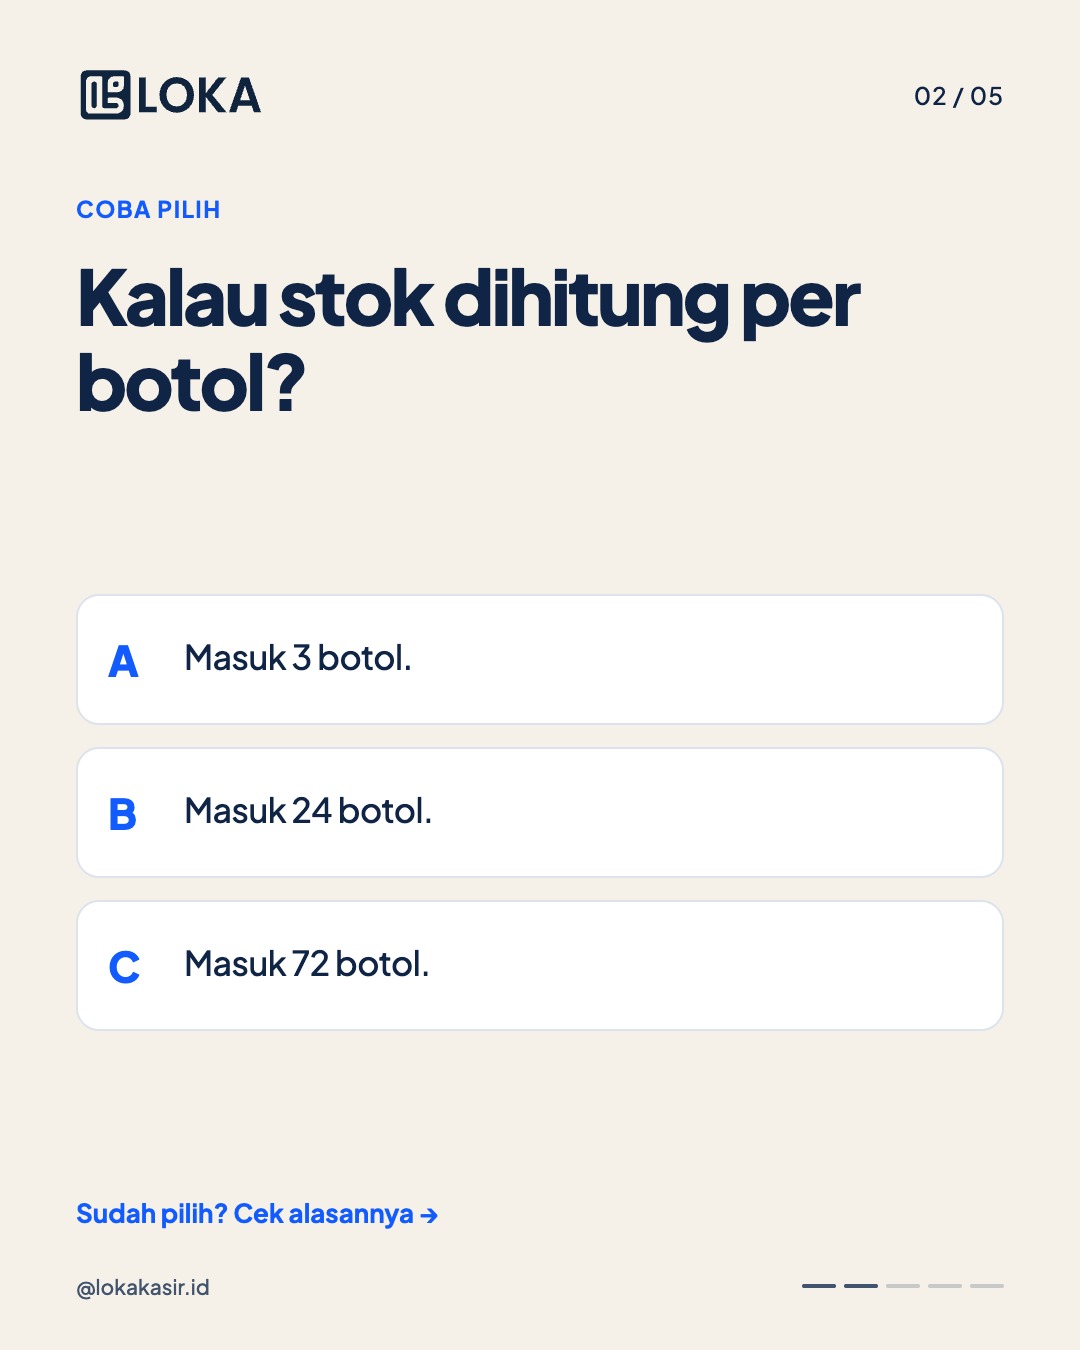 LOKA
02 / 05
COBA PILIH
Kalau stok dihitung per
botol?
A Masuk 3 botol.
B Masuk 24 botol.
C Masuk 72 botol.
Sudah pilih? Cek alasannya →
@lokakasir.id